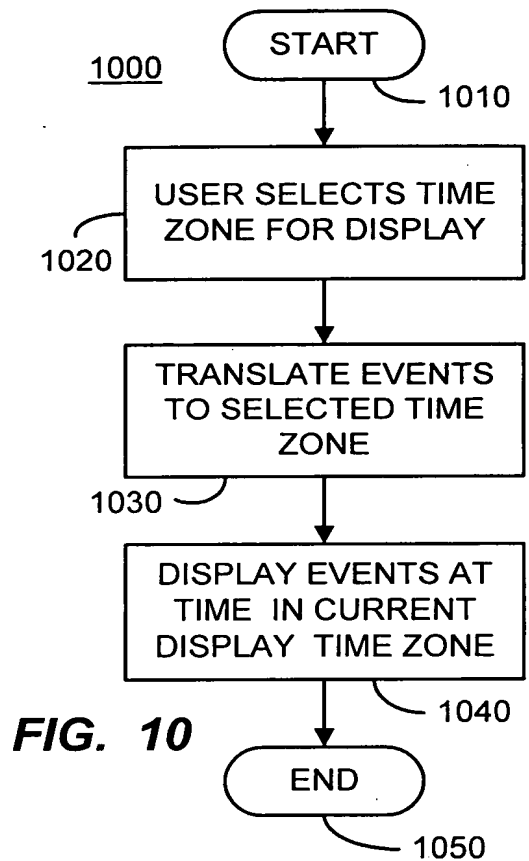 START
1000
1010
USER SELECTS TIME
ZONE FOR DISPLAY
1020
TRANSLATE EVENTS
TO SELECTED TIME
ZONE
1030
DISPLAY EVENTS AT
TIME IN CURRENT
DISPLAY TIME ZONE
1040
FIG. 10
END
1050